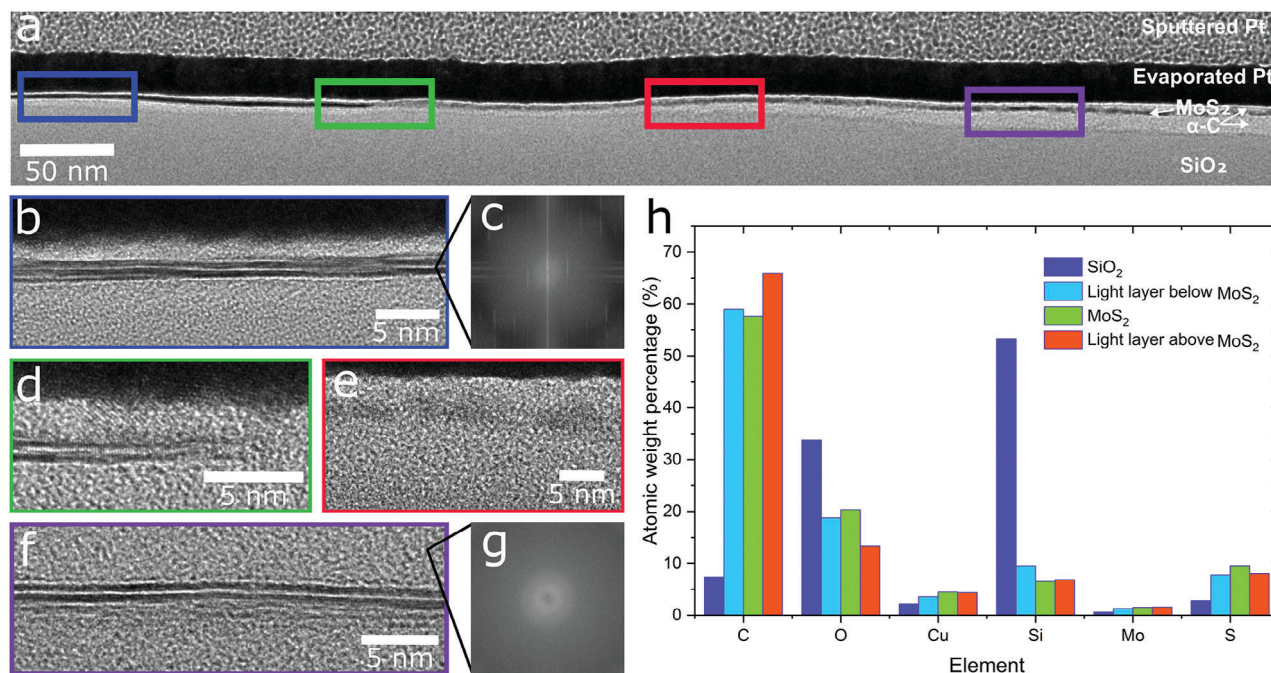 a
Sputtered Pt.
Evaporated Pt
MoS₂
α-C
SiO₂
50 nm
b
5 nm
c
d
5 nm
e
5 nm
f
5 nm
g
h
Atomic weight percentage (%)
70
60
50
40
30
20
10
0
SiO₂
Light layer below MoS₂
MoS₂
Light layer above MoS₂
C O Cu Si Mo S
Element